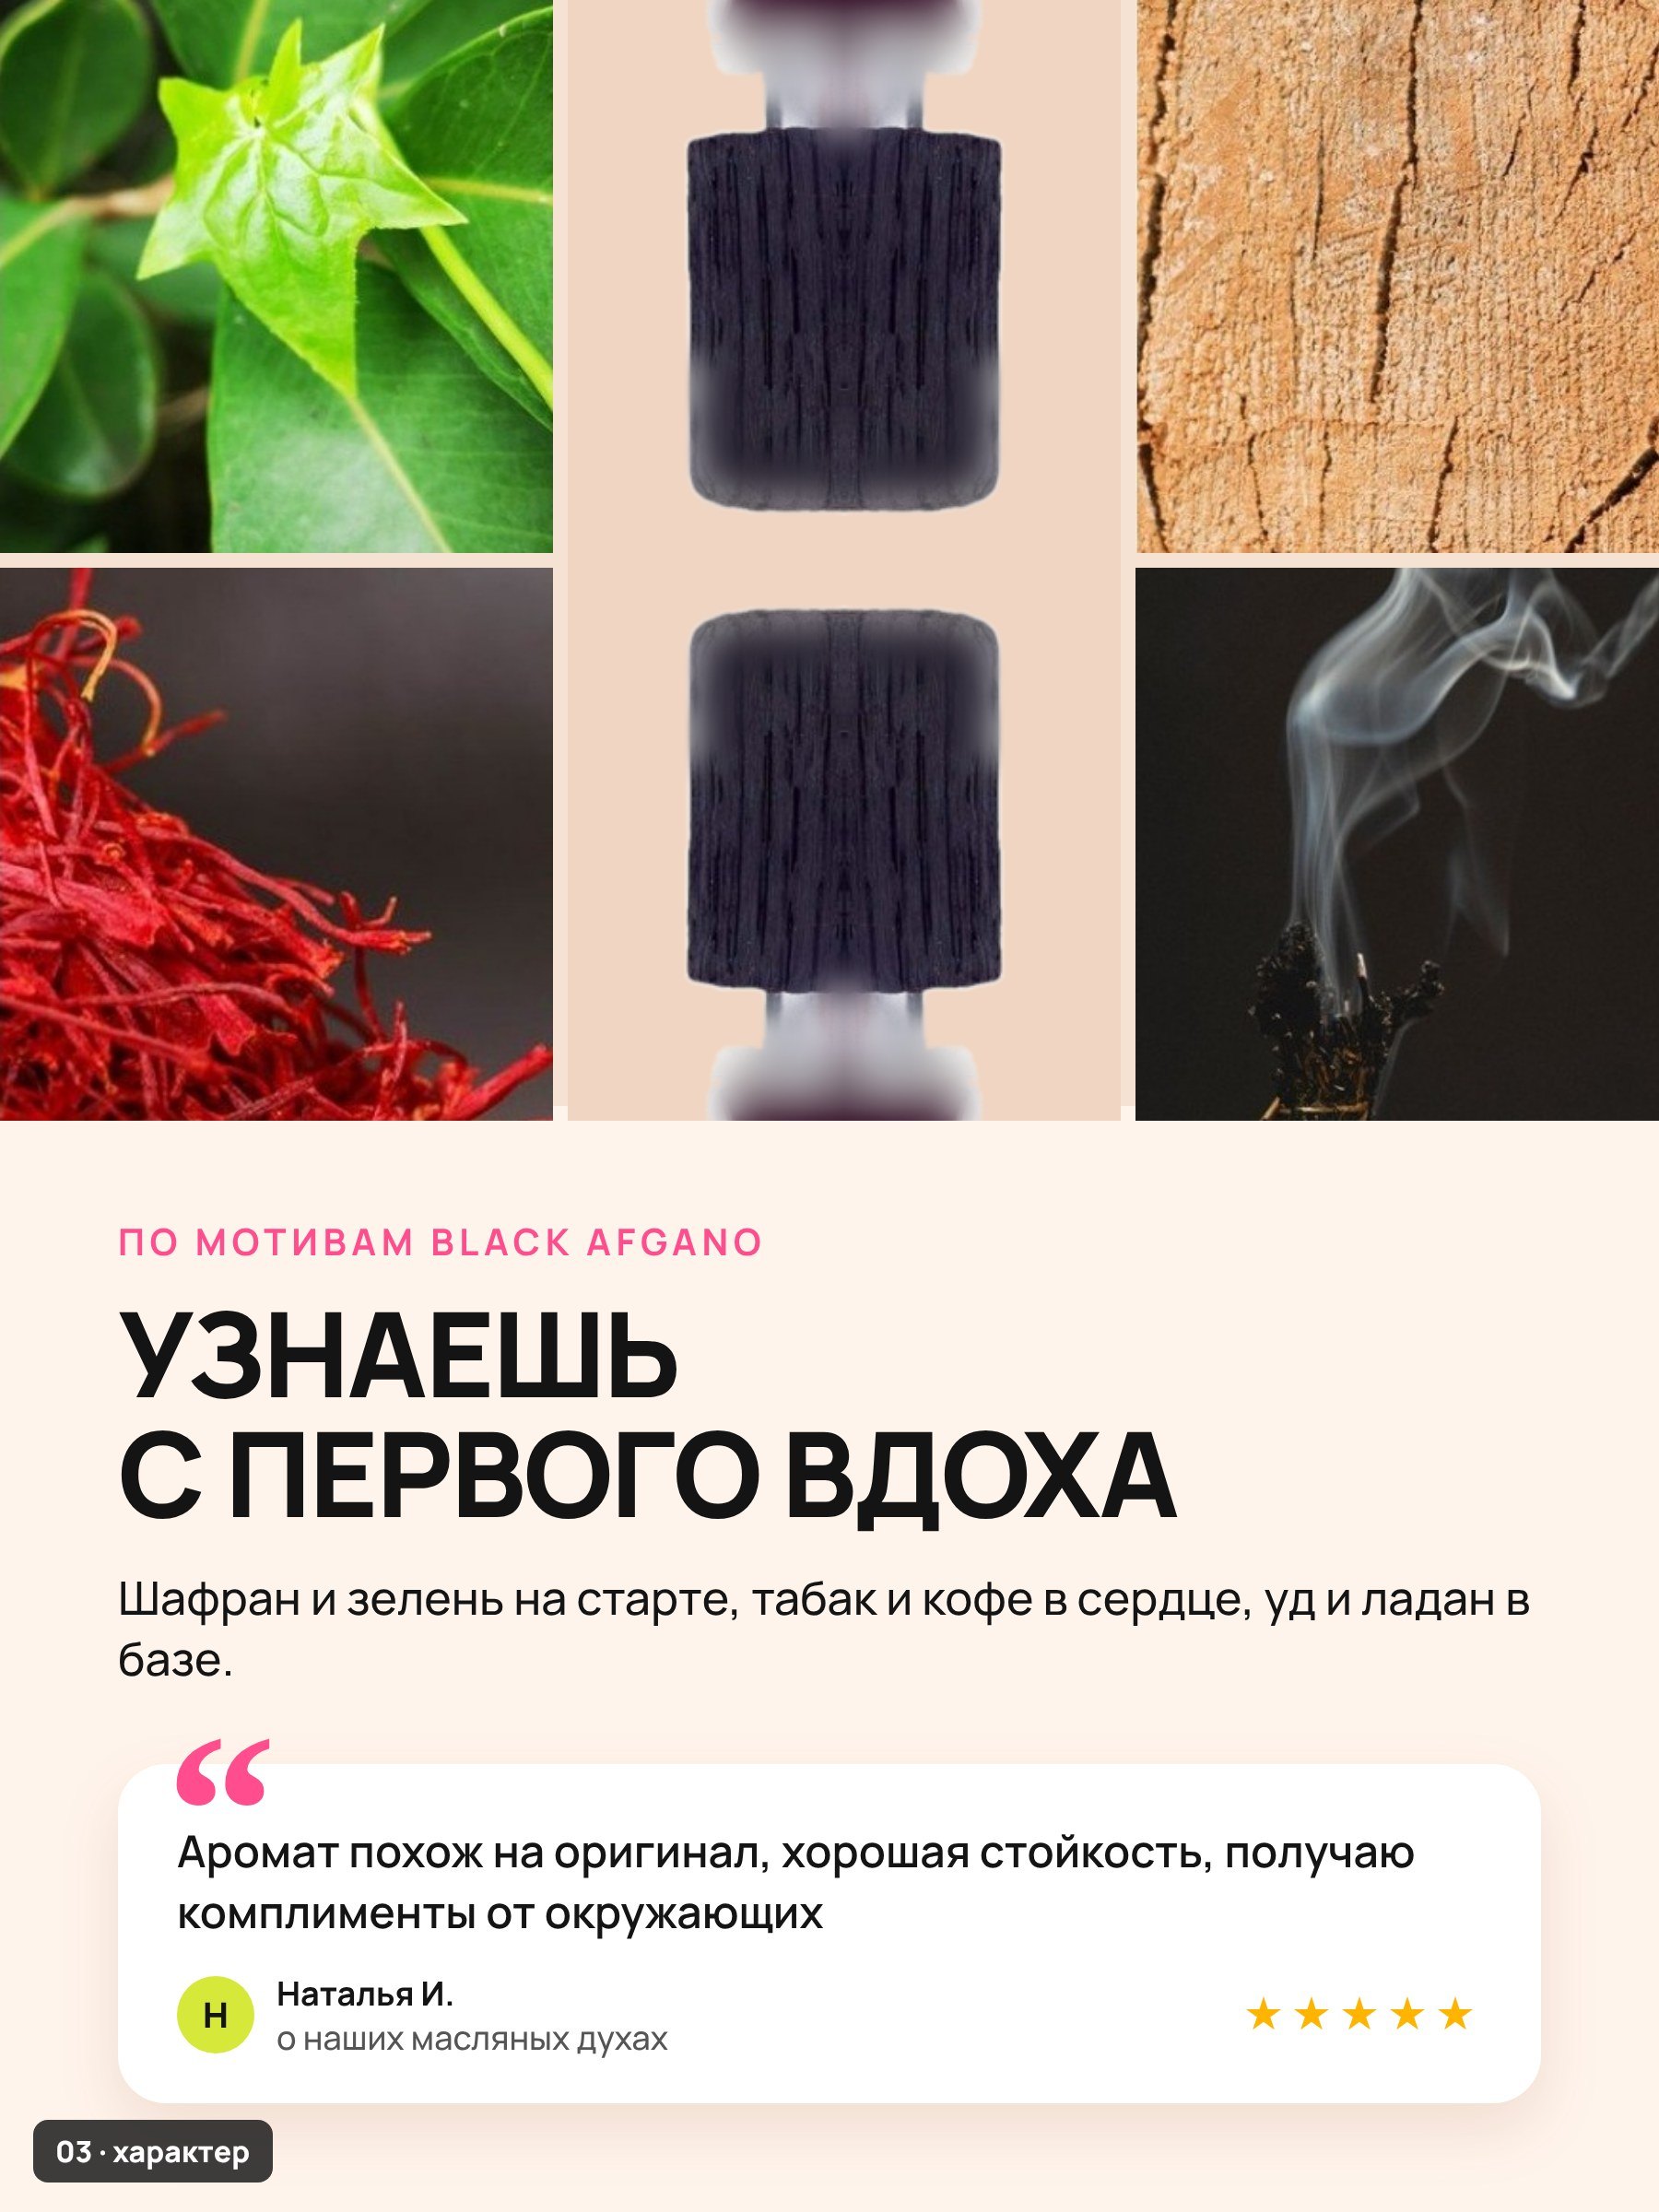 ПО МОТИВАМ BLACK AFGANO
УЗНАЕШЬ
С ПЕРВОГО ВДОХА
Шафран и зелень на старте, табак и кофе в сердце, уд и ладан в
базе.
“
Аромат похож на оригинал, хорошая стойкость, получаю
комплименты от окружающих
Н
Наталья И.
о наших масляных духах
★★★★★
03 · характер